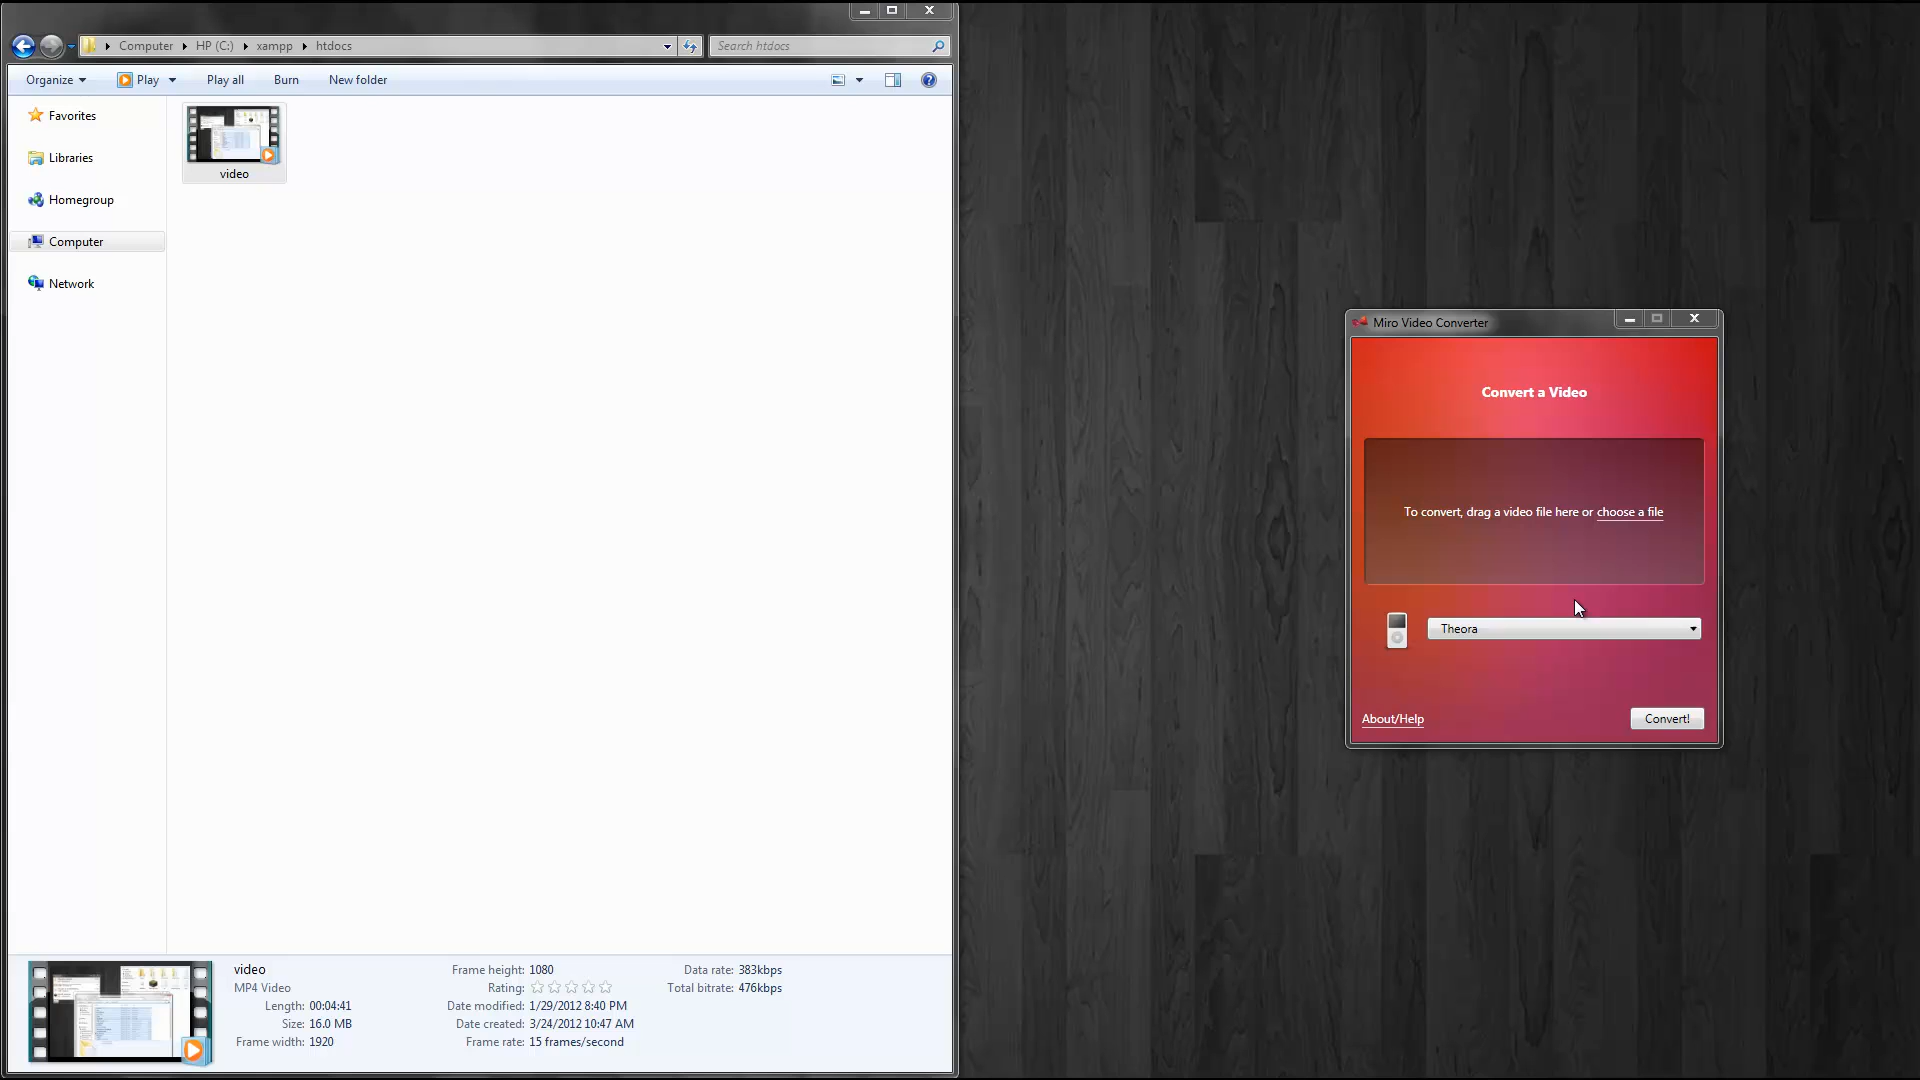 Computer HP (C:) xampp htdocs
Search htdocs
Organize Play Play all Burn New folder
Favorites
Libraries
Homegroup
Computer
Network
video
video
MP4 Video
Length: 00:04:41
Size: 16.0 MB
Frame width: 1920
Frame height: 1080
Rating:
Date modified: 1/29/2012 8:40 PM
Date created: 3/24/2012 10:47 AM
Frame rate: 15 frames/second
Data rate: 383kbps
Total bitrate: 476kbps
Miro Video Converter
Convert a Video
To convert, drag a video file here or choose a file
Theora
About/Help
Convert!